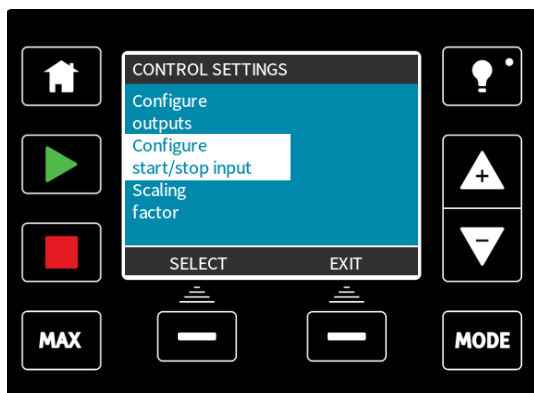 CONTROL SETTINGS
Configure
outputs
Configure
start/stop input
Scaling
factor
SELECT EXIT
+
−
MAX
MODE